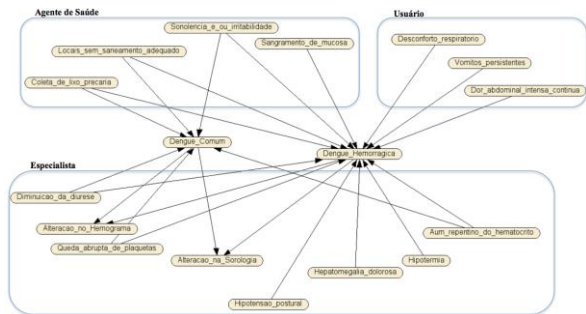 Agente de Saúde
Usuário
Sonolencia_e_ou_irritabilidade
Locais_sem_saneamento_adequado
Sangramento_de_mucosa
Coleta_de_lixo_precaria
Desconforto_respiratorio
Vomitos_persistentes
Dor_abdominal_intensa_continua
Dengue_Comum
Dengue_Hemorragica
Especialista
Diminuicao_da_diurese
Alteracao_no_Hemograma
Queda_abrupta_de_plaquetas
Alteracao_na_Sorologia
Aum_repentino_do_hematocrito
Hipotermia
Hepatomegalia_dolorosa
Hipotensao_postural